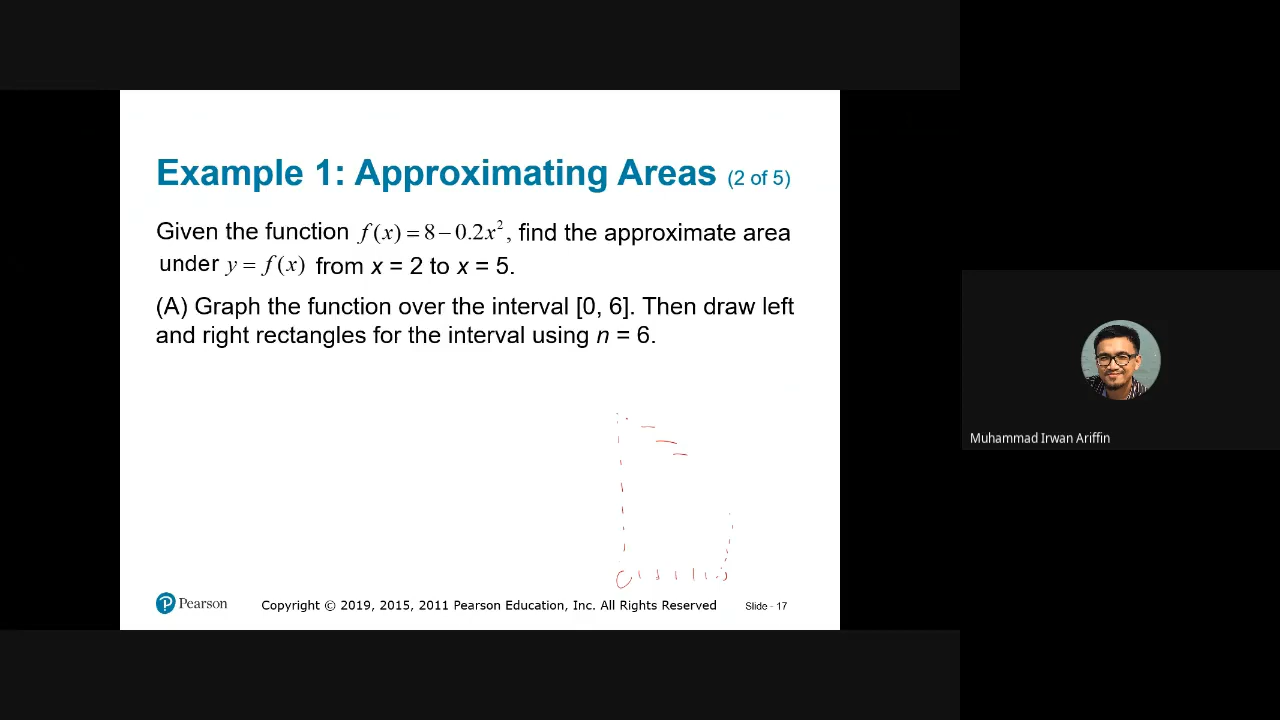 Example 1: Approximating Areas (2 of 5)
Given the function f(x) = 8 − 0.2x², find the approximate area
under y = f(x) from x = 2 to x = 5.
(A) Graph the function over the interval [0, 6]. Then draw left
and right rectangles for the interval using n = 6.
Muhammad Irwan Ariffin
Pearson
Copyright © 2019, 2015, 2011 Pearson Education, Inc. All Rights Reserved
Slide - 17